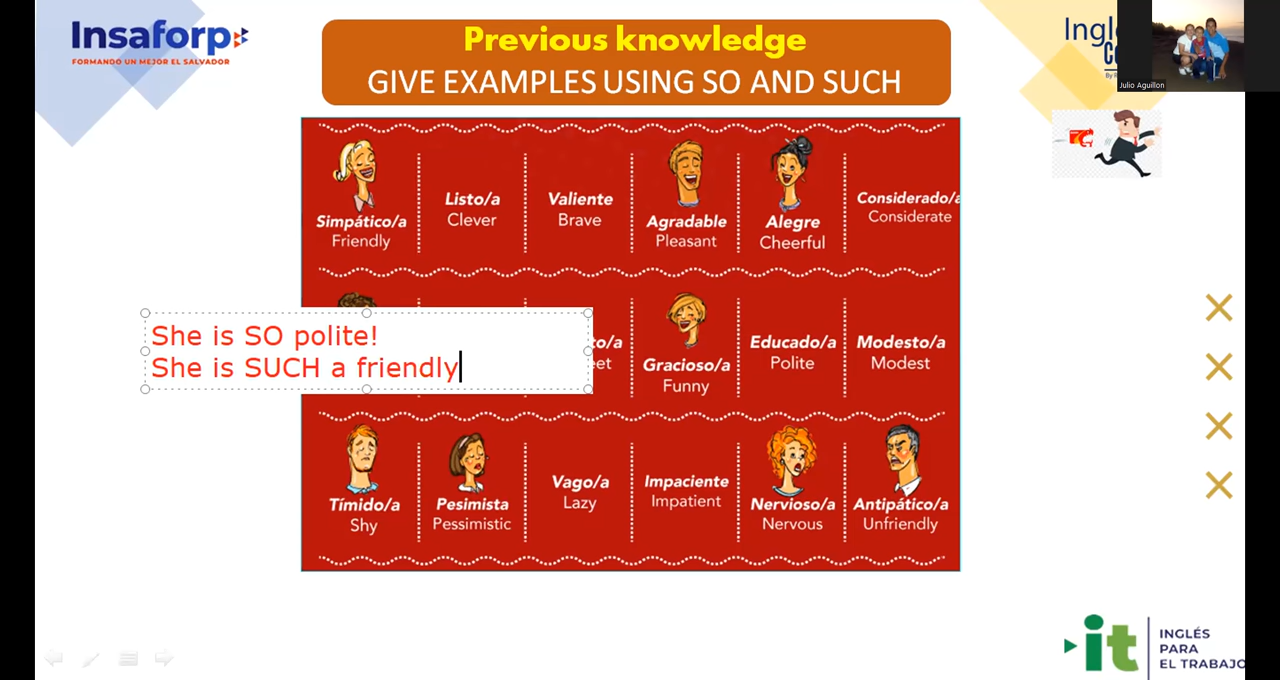 Insaforp
FORMANDO UN MEJOR EL SALVADOR
Previous knowledge
GIVE EXAMPLES USING SO AND SUCH
Julio Aguillon
Simpático/a
Friendly
Listo/a
Clever
Valiente
Brave
Agradable
Pleasant
Alegre
Cheerful
Considerado/a
Considerate
She is SO polite!
She is SUCH a friendly
Gracioso/a
Funny
Educado/a
Polite
Modesto/a
Modest
Tímido/a
Shy
Pesimista
Pessimistic
Vago/a
Lazy
Impaciente
Impatient
Nervioso/a
Nervous
Antipático/a
Unfriendly
it
INGLÉS
PARA
EL TRABAJO